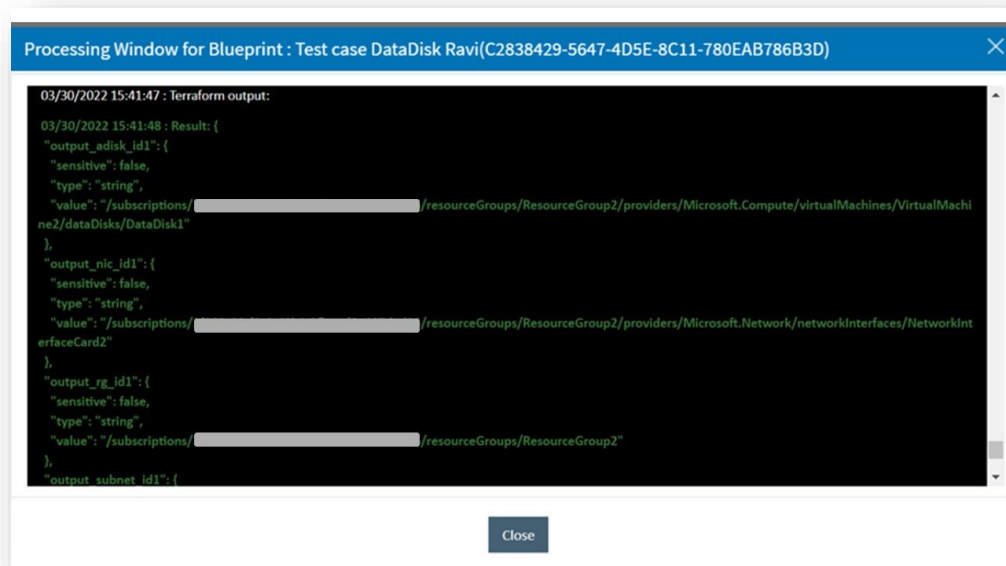 Processing Window for Blueprint : Test case DataDisk Ravi(C2838429-5647-4D5E-8C11-780EAB786B3D)
03/30/2022 15:41:47 : Terraform output:
03/30/2022 15:41:48 : Result: {
"output_adisk_id1": {
"sensitive": false,
"type": "string",
"value": "/subscriptions/ /resourceGroups/ResourceGroup2/providers/Microsoft.Compute/virtualMachines/VirtualMachi
ne2/dataDisks/DataDisk1"
},
"output_nic_id1": {
"sensitive": false,
"type": "string",
"value": "/subscriptions/ /resourceGroups/ResourceGroup2/providers/Microsoft.Network/networkInterfaces/NetworkInt
erfaceCard2"
},
"output_rg_id1": {
"sensitive": false,
"type": "string",
"value": "/subscriptions/ /resourceGroups/ResourceGroup2"
},
"output_subnet_id1": {
Close